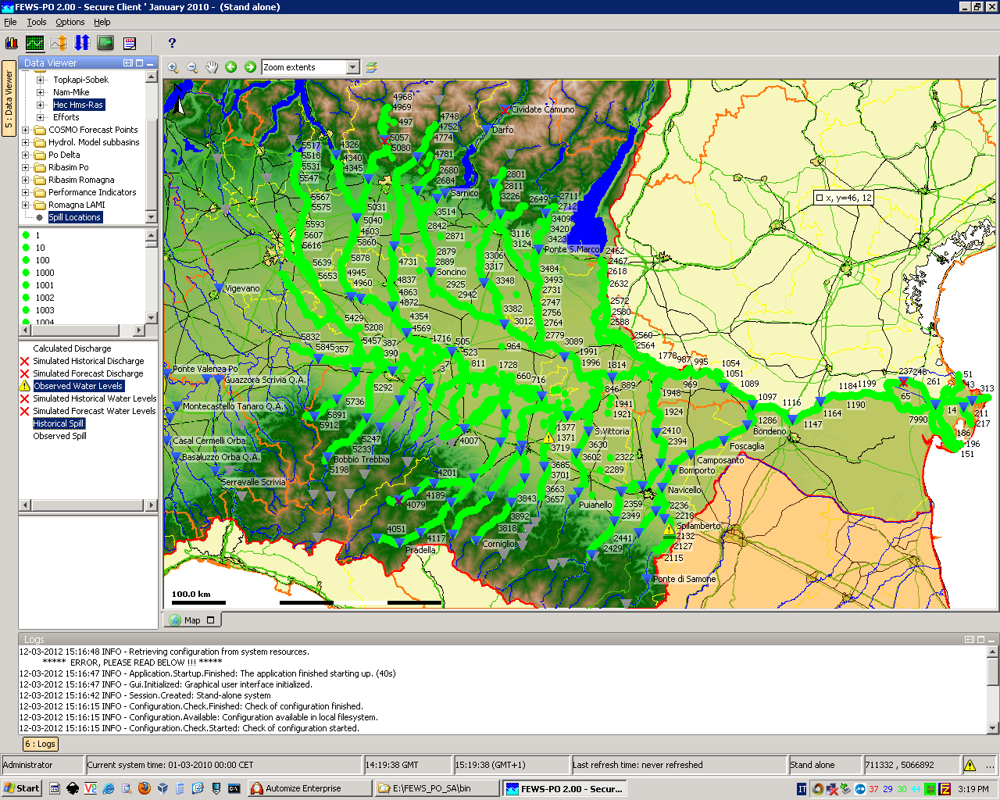 FEWS-PO 2.00 - Secure Client ' January 2010 - (Stand alone)
File Tools Options Help
?
5 : Data Viewer
Data Viewer
Topkapi-Sobek
Nam-Mike
Hec Hms-Ras
Efforts
COSMO Forecast Points
Hydrol. Model subbasins
Po Delta
Ribasim Po
Ribasim Romagna
Performance Indicators
Romagna LAMI
Spill Locations
1
10
100
1000
1001
1002
1003
1004
Calculated Discharge
Simulated Historical Discharge
Simulated Forecast Discharge
Observed Water Levels
Simulated Historical Water Levels
Simulated Forecast Water Levels
Historical Spill
Observed Spill
Zoom extents
4968
4969
497
5057
5080
4748
4752
4774
4781
2680
2684
Cividate Camuno
Darfo
Sarnico
5517
5518
5531
5547
4326
4340
4345
5567
5575
5593
5607
5616
5639
5653
5031
5040
4603
5860
5878
4945
4960
3514
2842
2871
2879
2889
Soncino
2925
2942
2801
2811
3226
2649
2711
2712
3409
3420
3423
Ponte S.Marco
3116
3124
3306
3317
3348
3382
3012
x, y=46, 12
2462
2467
2618
2632
2572
2580
2588
2560
2564
3484
3493
2731
2747
2756
2764
2779
3089
4731
4837
4863
4872
4354
4569
Vigevano
5429
5208
5457
387
390
5832
5845
357
1716
505
523
811
964
1728
660
716
1991
1996
1814
1778
987
995
1054
1051
1089
846
889
1941
1921
1948
969
1924
Ponte Valenza Po
Guazzora Scrivia Q.A.
Montecastello Tanaro Q.A.
Casal Cermelli Orba
Basaluzzo Orba Q.A.
Serravalle Scrivia
5292
5736
5891
5912
5247
5233
Bobbio Trebbia
5198
4007
4201
4189
4079
4051
4117
Pradella
Corniglio
3843
3892
3818
1377
1371
3719
3685
3701
3663
3657
S.Vittoria
3630
3602
2322
2289
Puianello
2359
2349
2441
2429
2410
2394
Camposanto
Bomporto
Navicello
2236
2218
Spilamberto
2132
2127
2115
Ponte di Samone
Foscaglia
Bondeno
1286
1097
1116
1147
1164
1190
1184
1199
237
248
65
261
51
43
313
14
211
217
7990
186
196
151
100.0 km
Map
Logs
12-03-2012 15:16:48 INFO - Retrieving configuration from system resources.
***** ERROR, PLEASE READ BELOW !!! *****
12-03-2012 15:16:47 INFO - Application.Startup.Finished: The application finished starting up. (40s)
12-03-2012 15:16:47 INFO - Gui.Initialized: Graphical user interface initialized.
12-03-2012 15:16:42 INFO - Session.Created: Stand-alone system
12-03-2012 15:16:15 INFO - Configuration.Check.Finished: Check of configuration finished.
12-03-2012 15:16:15 INFO - Configuration.Available: Configuration available in local filesystem.
12-03-2012 15:16:15 INFO - Configuration.Check.Started: Check of configuration started.
6 : Logs
Administrator
Current system time: 01-03-2010 00:00 CET
14:19:38 GMT
15:19:38 (GMT+1)
Last refresh time: never refreshed
Stand alone
711332 , 5066892
...
Start
Automize Enterprise
E:\FEWS_PO_SA\bin
FEWS-PO 2.00 - Secur...
IT
37 29 30 44
3:19 PM